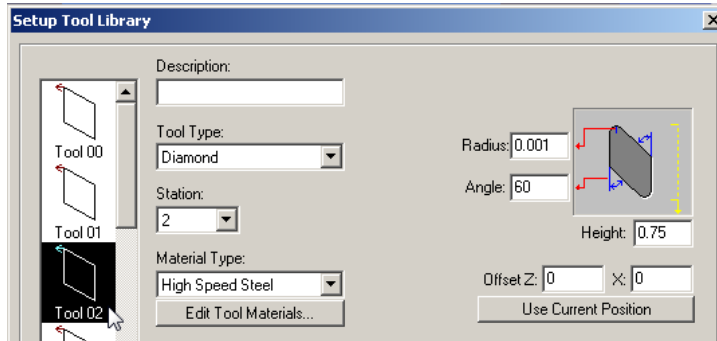 Setup Tool Library
Tool 00
Tool 01
Tool 02
Description:
Tool Type:
Diamond
Station:
2
Material Type:
High Speed Steel
Edit Tool Materials...
Radius: 0.001
Angle: 60
Height: 0.75
Offset Z: 0 X: 0
Use Current Position